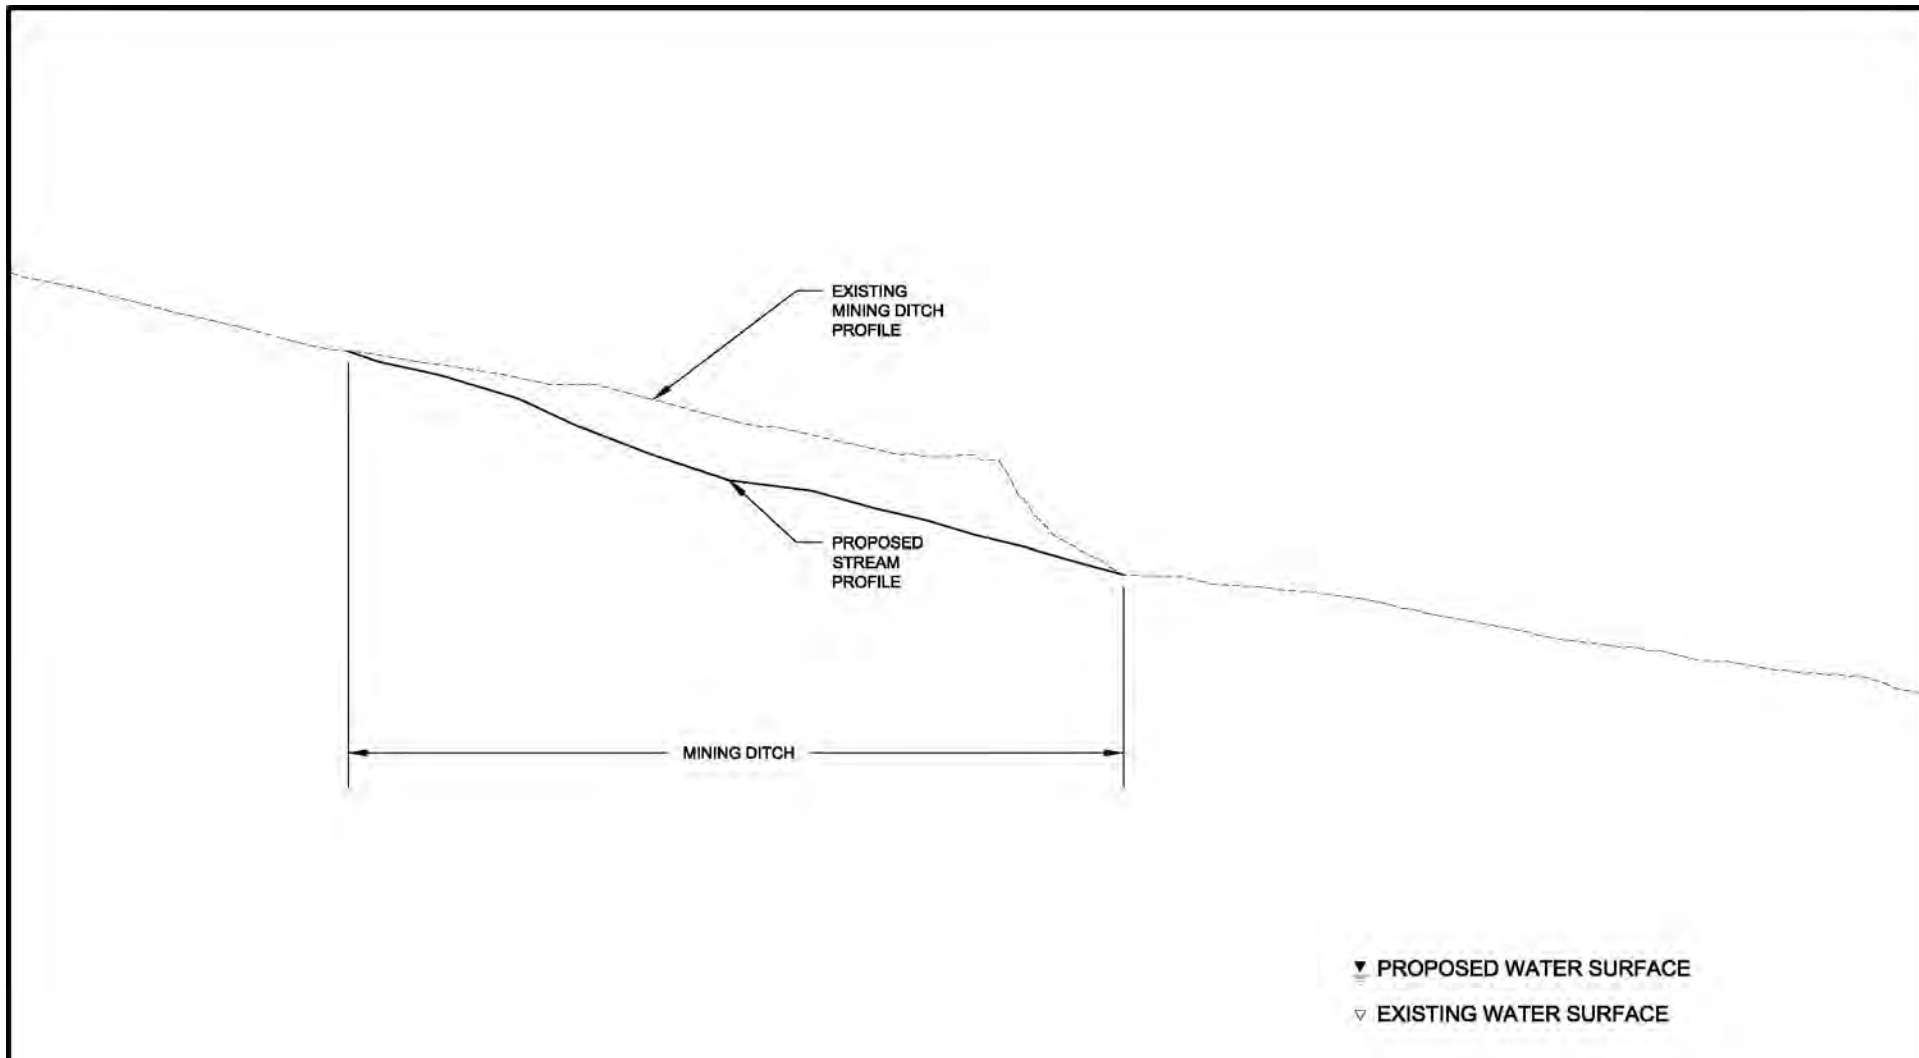 EXISTING
MINING DITCH
PROFILE
PROPOSED
STREAM
PROFILE
MINING DITCH
PROPOSED WATER SURFACE
EXISTING WATER SURFACE